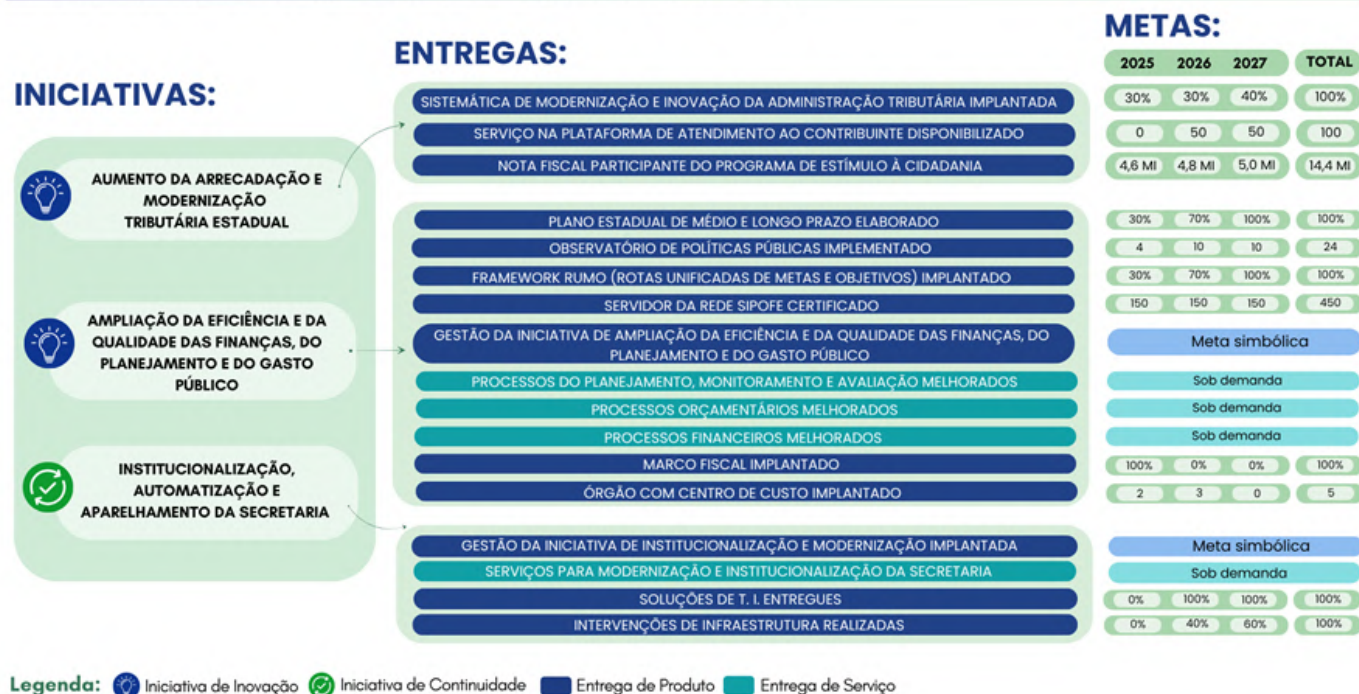 INICIATIVAS:
AUMENTO DA ARRECADAÇÃO E
MODERNIZAÇÃO
TRIBUTÁRIA ESTADUAL
AMPLIAÇÃO DA EFICIÊNCIA E DA
QUALIDADE DAS FINANÇAS, DO
PLANEJAMENTO E DO GASTO
PÚBLICO
INSTITUCIONALIZAÇÃO,
AUTOMATIZAÇÃO E
APARELHAMENTO DA SECRETARIA
ENTREGAS:
METAS:
2025 2026 2027 TOTAL
SISTEMÁTICA DE MODERNIZAÇÃO E INOVAÇÃO DA ADMINISTRAÇÃO TRIBUTÁRIA IMPLANTADA 30% 30% 40% 100%
SERVIÇO NA PLATAFORMA DE ATENDIMENTO AO CONTRIBUINTE DISPONIBILIZADO 0 50 50 100
NOTA FISCAL PARTICIPANTE DO PROGRAMA DE ESTÍMULO À CIDADANIA 4,6 MI 4,8 MI 5,0 MI 14,4 MI
PLANO ESTADUAL DE MÉDIO E LONGO PRAZO ELABORADO 30% 70% 100% 100%
OBSERVATÓRIO DE POLÍTICAS PÚBLICAS IMPLEMENTADO 4 10 10 24
FRAMEWORK RUMO (ROTAS UNIFICADAS DE METAS E OBJETIVOS) IMPLANTADO 30% 70% 100% 100%
SERVIDOR DA REDE SIPOFE CERTIFICADO 150 150 150 450
GESTÃO DA INICIATIVA DE AMPLIAÇÃO DA EFICIÊNCIA E DA QUALIDADE DAS FINANÇAS, DO
PLANEJAMENTO E DO GASTO PÚBLICO
Meta simbólica
PROCESSOS DO PLANEJAMENTO, MONITORAMENTO E AVALIAÇÃO MELHORADOS Sob demanda
PROCESSOS ORÇAMENTÁRIOS MELHORADOS Sob demanda
PROCESSOS FINANCEIROS MELHORADOS Sob demanda
MARCO FISCAL IMPLANTADO 100% 0% 0% 100%
ÓRGÃO COM CENTRO DE CUSTO IMPLANTADO 2 3 0 5
GESTÃO DA INICIATIVA DE INSTITUCIONALIZAÇÃO E MODERNIZAÇÃO IMPLANTADA Meta simbólica
SERVIÇOS PARA MODERNIZAÇÃO E INSTITUCIONALIZAÇÃO DA SECRETARIA Sob demanda
SOLUÇÕES DE T. I. ENTREGUES 0% 100% 100% 100%
INTERVENÇÕES DE INFRAESTRUTURA REALIZADAS 0% 40% 60% 100%
Legenda: Iniciativa de Inovação Iniciativa de Continuidade Entrega de Produto Entrega de Serviço